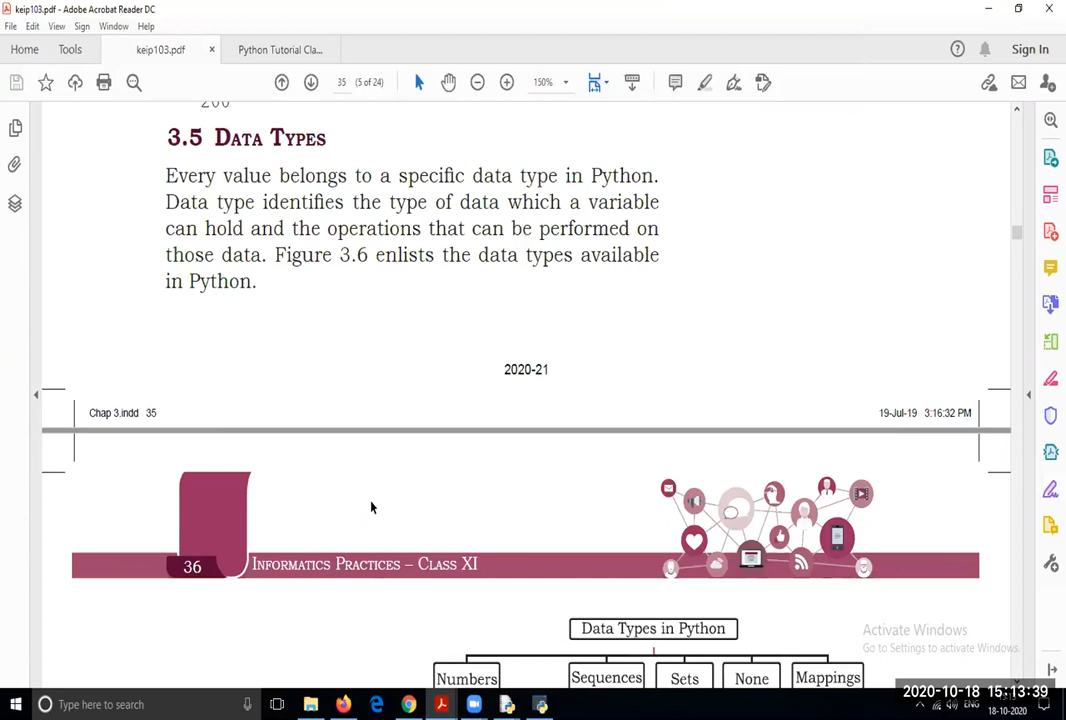 keip103.pdf - Adobe Acrobat Reader DC
File Edit View Sign Window Help
Home Tools keip103.pdf × Python Tutorial Cla... Sign In
35 (5 of 24) 150%
200
3.5 DATA TYPES
Every value belongs to a specific data type in Python.
Data type identifies the type of data which a variable
can hold and the operations that can be performed on
those data. Figure 3.6 enlists the data types available
in Python.
2020-21
Chap 3.indd 35 19-Jul-19 3:16:32 PM
36 INFORMATICS PRACTICES – CLASS XI
Data Types in Python
Numbers Sequences Sets None Mappings
Activate Windows
Go to Settings to activate Windows.
2020-10-18 15:13:39
Type here to search ENG 18-10-2020